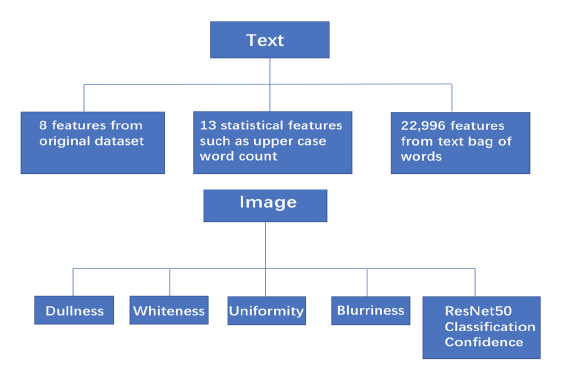 Text
8 features from
original dataset
13 statistical features
such as upper case
word count
22,996 features
from text bag of
words
Image
Dullness
Whiteness
Uniformity
Blurriness
ResNet50
Classification
Confidence